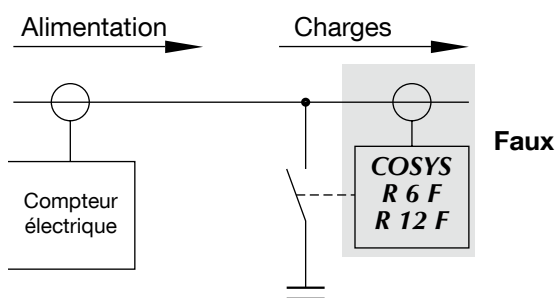 Alimentation
Charges
Compteur
électrique
COSYS
R 6 F
R 12 F
Faux